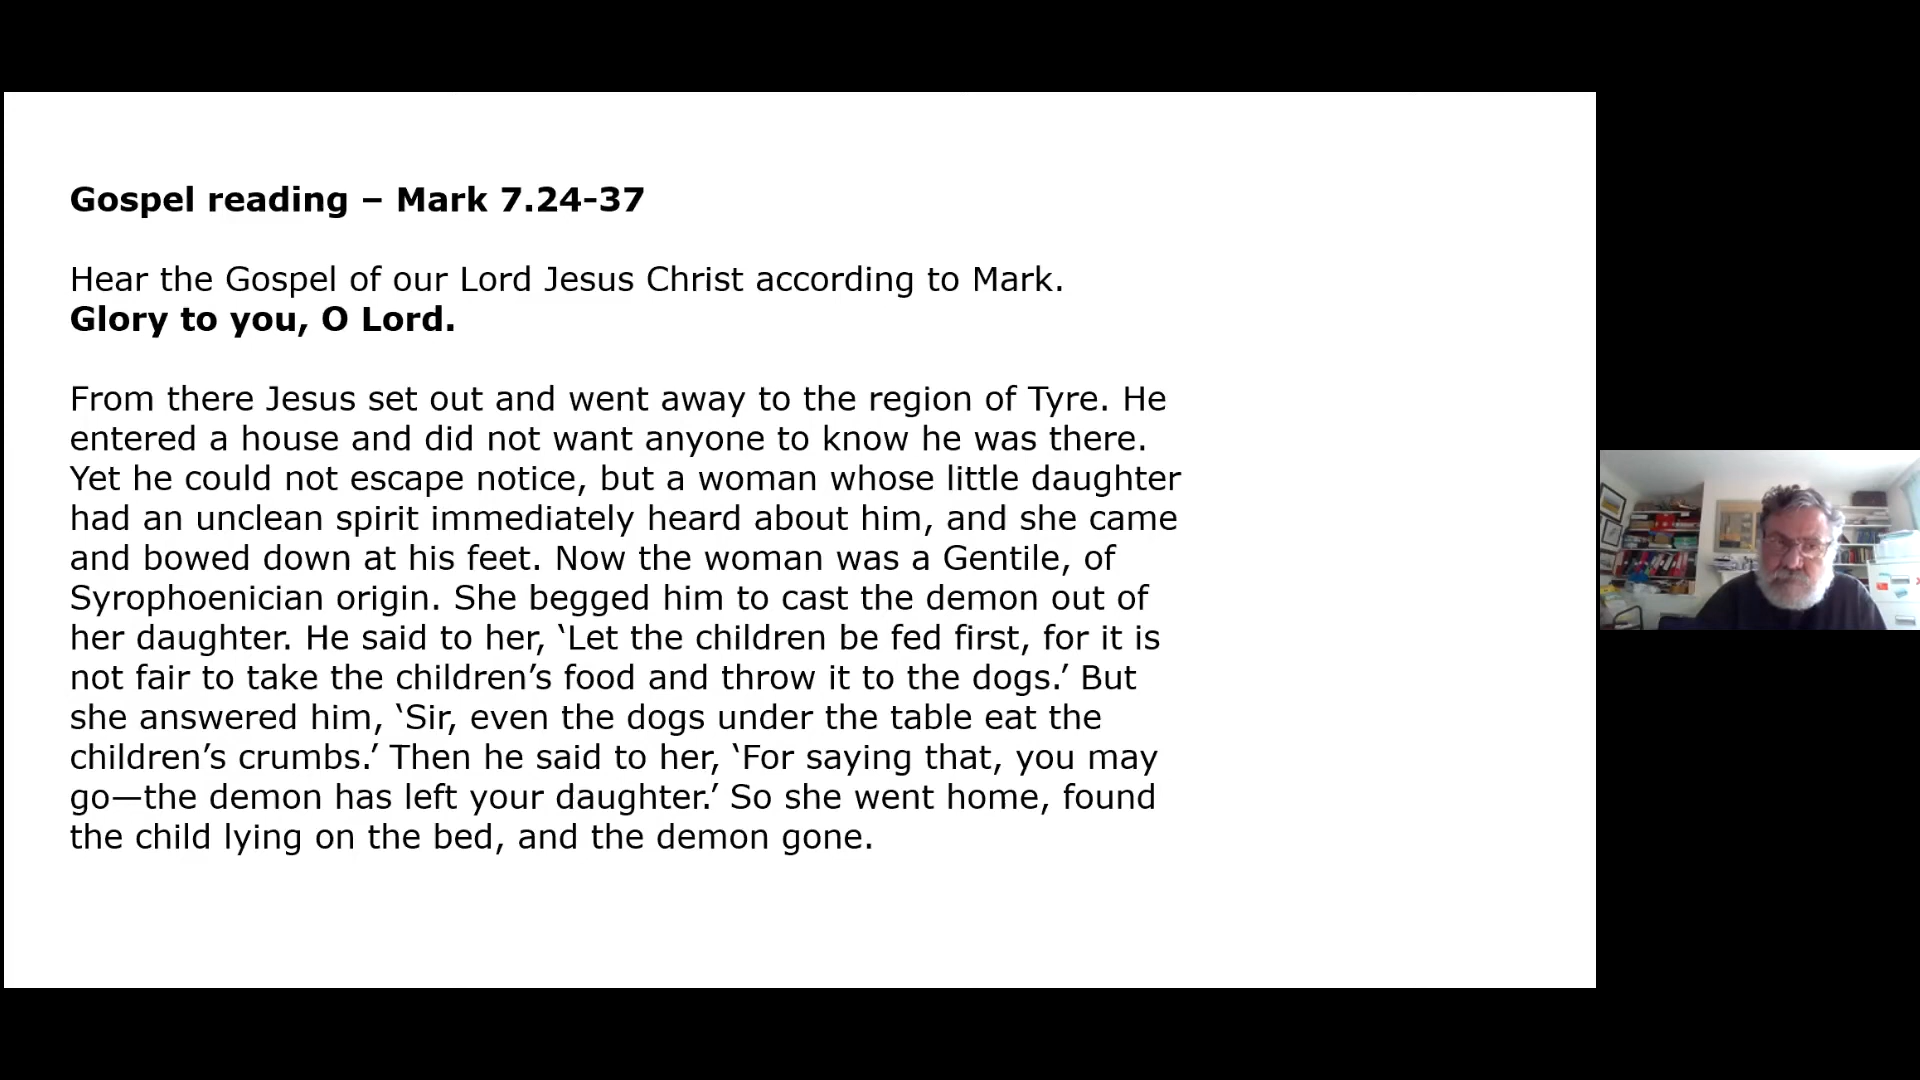 Gospel reading – Mark 7.24-37
Hear the Gospel of our Lord Jesus Christ according to Mark.
Glory to you, O Lord.
From there Jesus set out and went away to the region of Tyre. He
entered a house and did not want anyone to know he was there.
Yet he could not escape notice, but a woman whose little daughter
had an unclean spirit immediately heard about him, and she came
and bowed down at his feet. Now the woman was a Gentile, of
Syrophoenician origin. She begged him to cast the demon out of
her daughter. He said to her, ‘Let the children be fed first, for it is
not fair to take the children’s food and throw it to the dogs.’ But
she answered him, ‘Sir, even the dogs under the table eat the
children’s crumbs.’ Then he said to her, ‘For saying that, you may
go—the demon has left your daughter.’ So she went home, found
the child lying on the bed, and the demon gone.